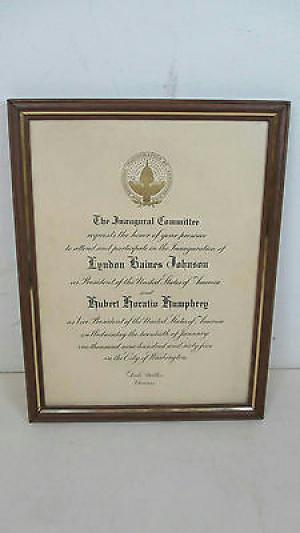 The Inaugural Committee
requests the honor of your presence
to attend and participate in the Inauguration of
Lyndon Baines Johnson
as President of the United States of America
and
Hubert Horatio Humphrey
as Vice President of the United States of America
on Wednesday the twentieth of January
one thousand nine hundred and sixty five
in the City of Washington